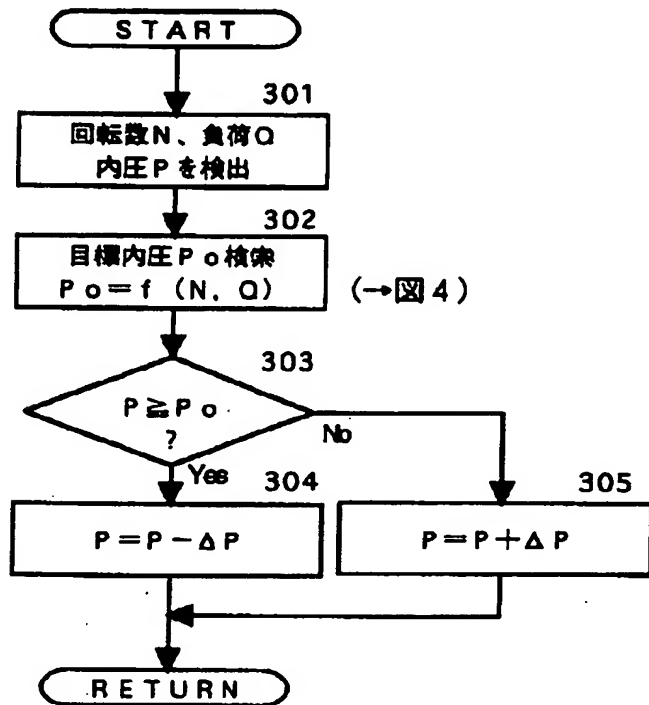 START
301
回転数N、負荷Q
内圧Pを検出
302
目標内圧Po検索
Po=f (N, Q)
(→図4)
303
P≧Po
?
No
Yes
304
P=P-ΔP
305
P=P+ΔP
RETURN